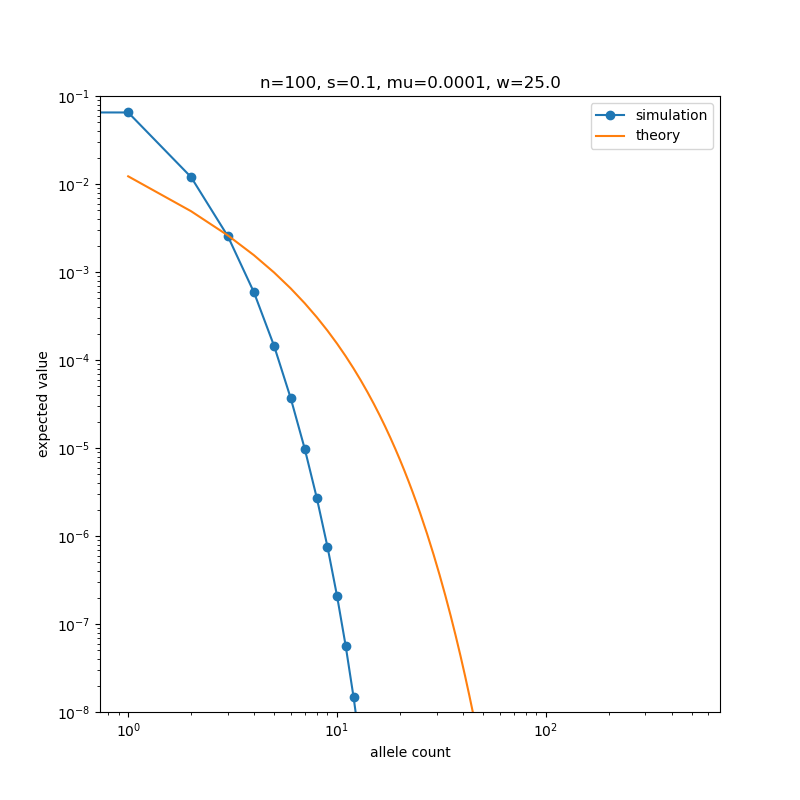 n=100, s=0.1, mu=0.0001, w=25.0
simulation
theory
expected value
10⁻¹
10⁻²
10⁻³
10⁻⁴
10⁻⁵
10⁻⁶
10⁻⁷
10⁻⁸
10⁰ 10¹ 10²
allele count